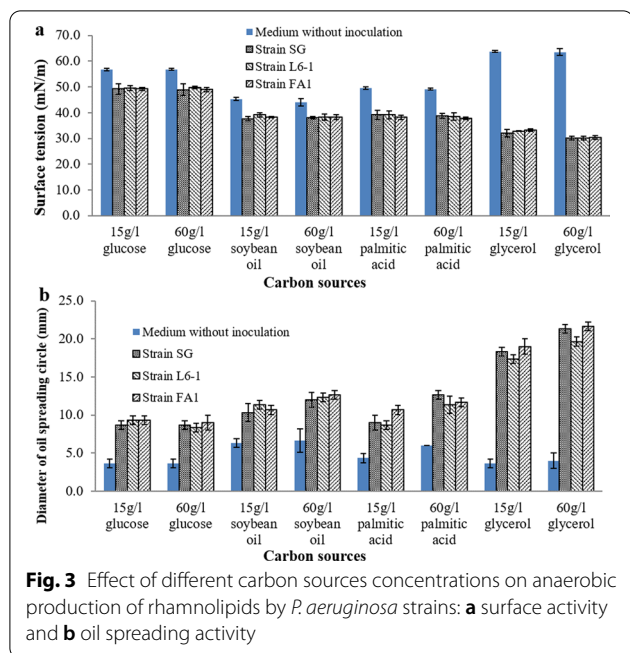 a
70.0
60.0
50.0
40.0
30.0
20.0
10.0
0.0
Surface tension (mN/m)
Medium without inoculation
Strain SG
Strain L6-1
Strain FA1
15g/l glucose
60g/l glucose
15g/l soybean oil
60g/l soybean oil
15g/l palmitic acid
60g/l palmitic acid
15g/l glycerol
60g/l glycerol
Carbon sources
b
25.0
20.0
15.0
10.0
5.0
0.0
Diameter of oil spreading circle (mm)
Medium without inoculation
Strain SG
Strain L6-1
Strain FA1
15g/l glucose
60g/l glucose
15g/l soybean oil
60g/l soybean oil
15g/l palmitic acid
60g/l palmitic acid
15g/l glycerol
60g/l glycerol
Carbon sources
Fig. 3 Effect of different carbon sources concentrations on anaerobic
production of rhamnolipids by P. aeruginosa strains: a surface activity
and b oil spreading activity